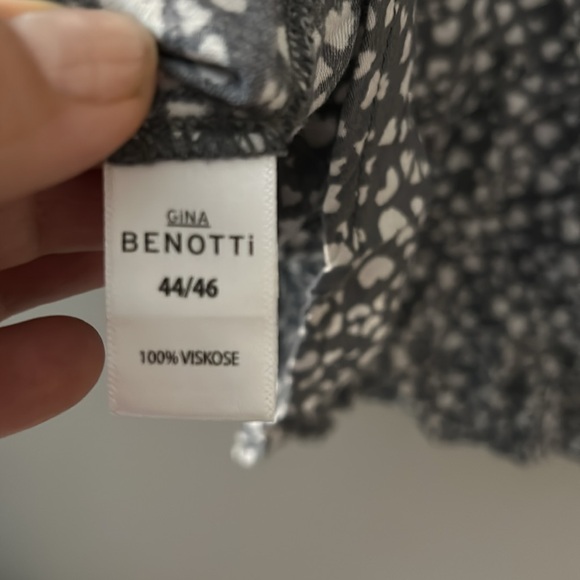 GiNA
BENOTTi
44/46
100% VISKOSE